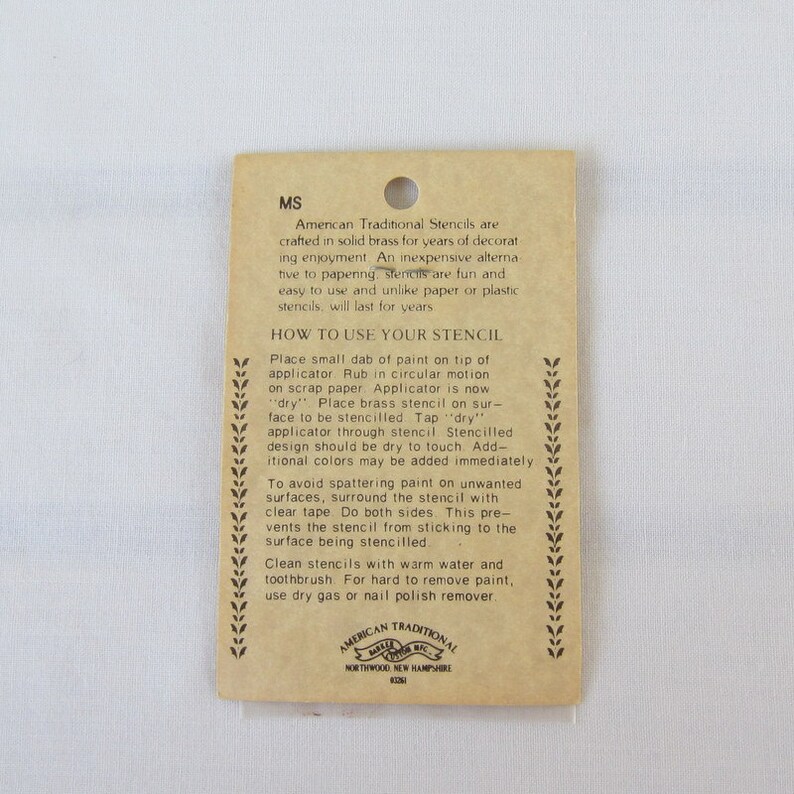 MS
American Traditional Stencils are
crafted in solid brass for years of decorat
ing enjoyment. An inexpensive alterna-
tive to papering, stencils are fun and
easy to use and unlike paper or plastic
stencils, will last for years.
HOW TO USE YOUR STENCIL
Place small dab of paint on tip of
applicator. Rub in circular motion
on scrap paper. Applicator is now
"dry". Place brass stencil on sur-
face to be stencilled. Tap "dry"
applicator through stencil. Stencilled
design should be dry to touch. Add-
itional colors may be added immediately.
To avoid spattering paint on unwanted
surfaces, surround the stencil with
clear tape. Do both sides. This pre-
vents the stencil from sticking to the
surface being stencilled.
Clean stencils with warm water and
toothbrush. For hard to remove paint,
use dry gas or nail polish remover.
AMERICAN TRADITIONAL
BARKER CUSTOM MFG.
NORTHWOOD, NEW HAMPSHIRE
03261